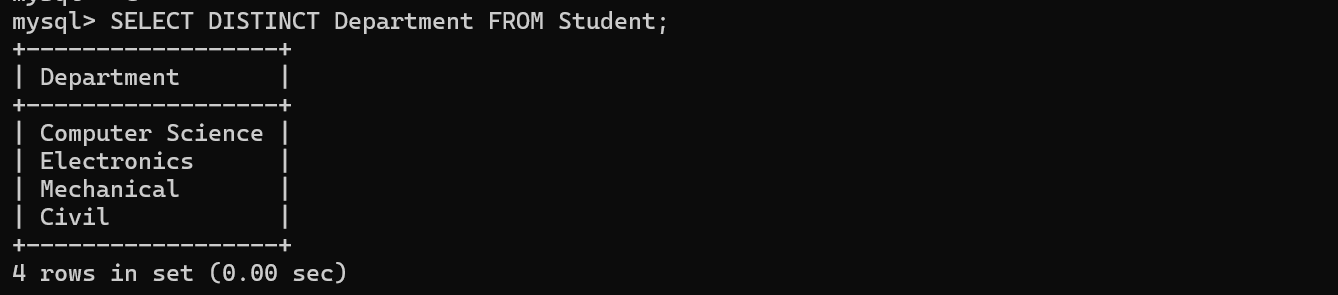 mysql> SELECT DISTINCT Department FROM Student;
+------------------+
| Department       |
+------------------+
| Computer Science |
| Electronics      |
| Mechanical       |
| Civil            |
+------------------+
4 rows in set (0.00 sec)